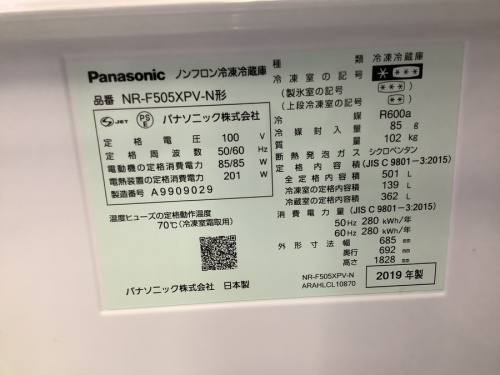 Panasonic ノンフロン冷凍冷蔵庫
品番 NR-F505XPV-N形
S JET PS E パナソニック株式会社
定格電圧 100 V
定格周波数 50/60 Hz
電動機の定格消費電力 85/85 W
電熱装置の定格消費電力 201 W
製造番号 A9909029
温度ヒューズの定格動作温度
70℃(冷凍室霜取用)
パナソニック株式会社 日本製
種類 冷凍冷蔵庫
冷凍室の記号 * ***
(製氷室の記号) (***)
(上段冷凍室の記号) (**)
冷媒 R600a
冷媒封入量 85 g
質量 102 kg
断熱発泡ガス シクロペンタン
定格内容積 (JIS C 9801-3:2015)
全定格内容積 501 L
冷凍室の定格内容積 139 L
冷蔵室の定格内容積 362 L
消費電力量 (JIS C 9801-3:2015)
50Hz 280 kWh/年
60Hz 280 kWh/年
外形寸法 幅 685 mm
奥行 692 mm
高さ 1828 mm
NR-F505XPV-N
ARAHLCL10870
2019年製